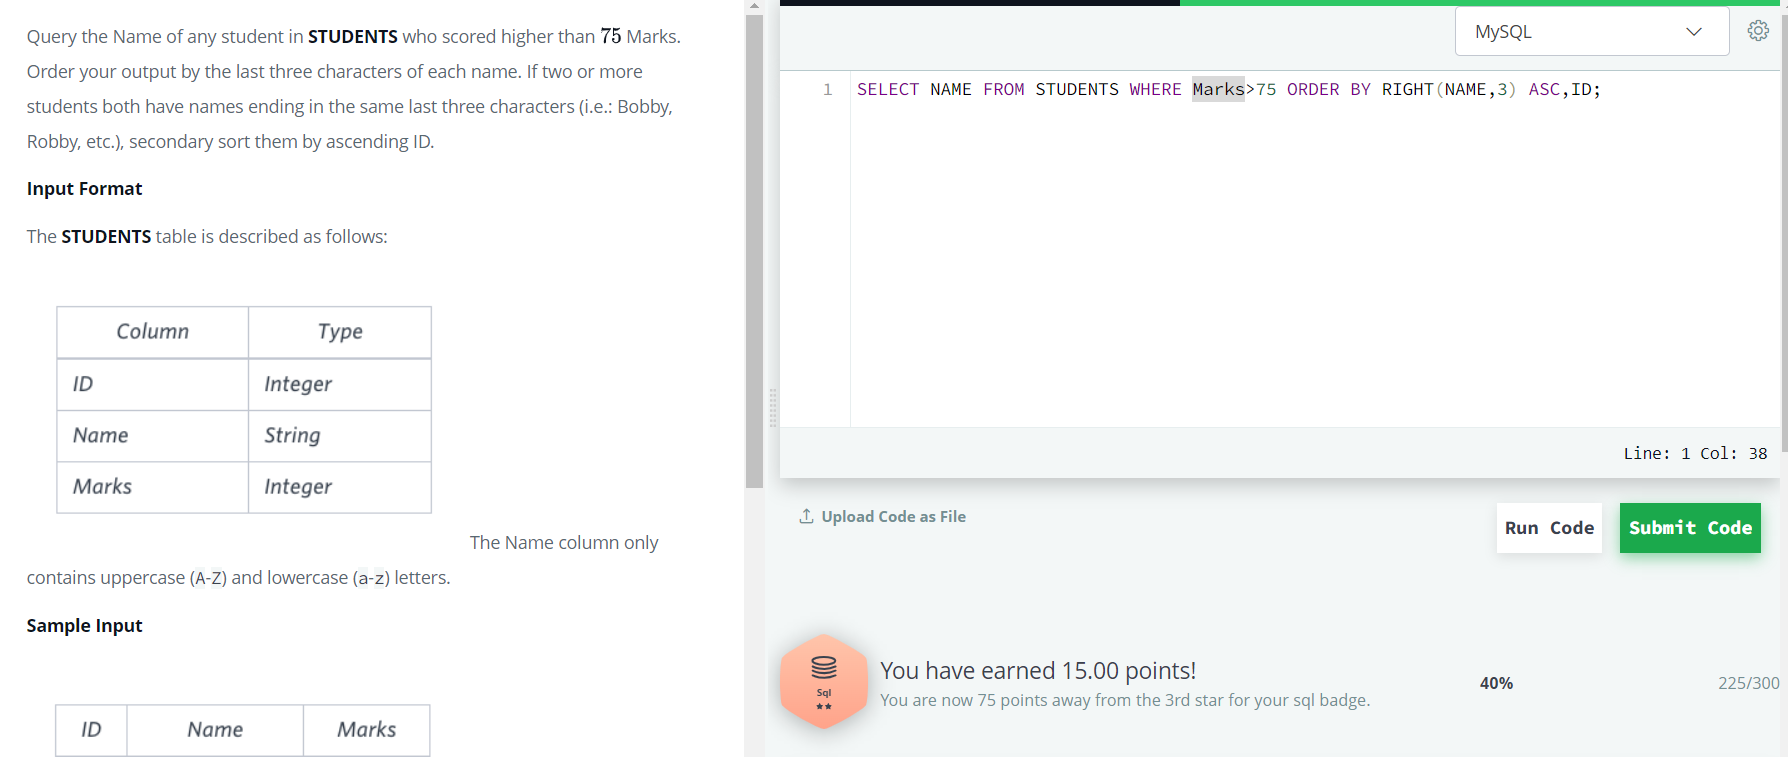 Query the Name of any student in STUDENTS who scored higher than 75 Marks.
Order your output by the last three characters of each name. If two or more
students both have names ending in the same last three characters (i.e.: Bobby,
Robby, etc.), secondary sort them by ascending ID.
Input Format
The STUDENTS table is described as follows:
Column Type
ID Integer
Name String
Marks Integer
The Name column only
contains uppercase (A-Z) and lowercase (a-z) letters.
Sample Input
ID Name Marks
MySQL
1 SELECT NAME FROM STUDENTS WHERE Marks>75 ORDER BY RIGHT(NAME,3) ASC,ID;
Line: 1 Col: 38
Upload Code as File
Run Code
Submit Code
Sql
You have earned 15.00 points!
You are now 75 points away from the 3rd star for your sql badge.
40%
225/300